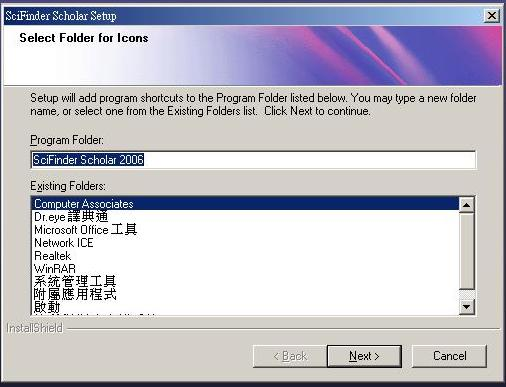 SciFinder Scholar Setup
Select Folder for Icons
Setup will add program shortcuts to the Program Folder listed below. You may type a new folder
name, or select one from the Existing Folders list. Click Next to continue.
Program Folder:
SciFinder Scholar 2006
Existing Folders:
Computer Associates
Dr.eye 譯典通
Microsoft Office 工具
Network ICE
Realtek
WinRAR
系統管理工具
附屬應用程式
啟動
InstallShield
< Back
Next >
Cancel